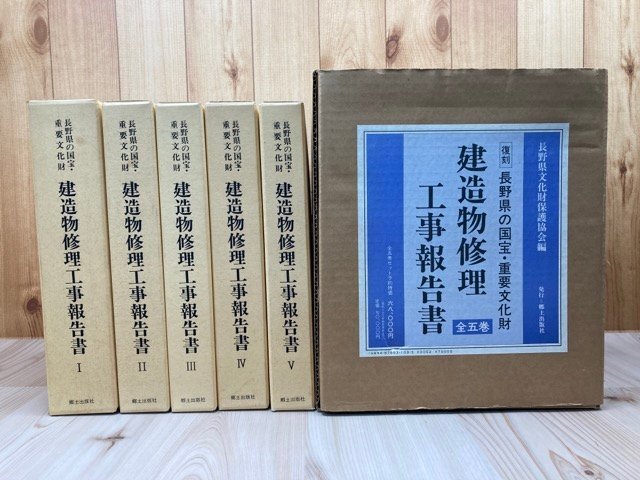 長野県の国宝・
重要文化財
建造物修理工事報告書
I
郷土出版社
長野県の国宝・
重要文化財
建造物修理工事報告書
II
郷土出版社
長野県の国宝・
重要文化財
建造物修理工事報告書
III
郷土出版社
長野県の国宝・
重要文化財
建造物修理工事報告書
IV
郷土出版社
長野県の国宝・
重要文化財
建造物修理工事報告書
V
郷土出版社
長野県文化財保護協会編
発行・郷土出版社
復刻 長野県の国宝・重要文化財
建造物修理
工事報告書
全五巻
六八、〇〇〇円